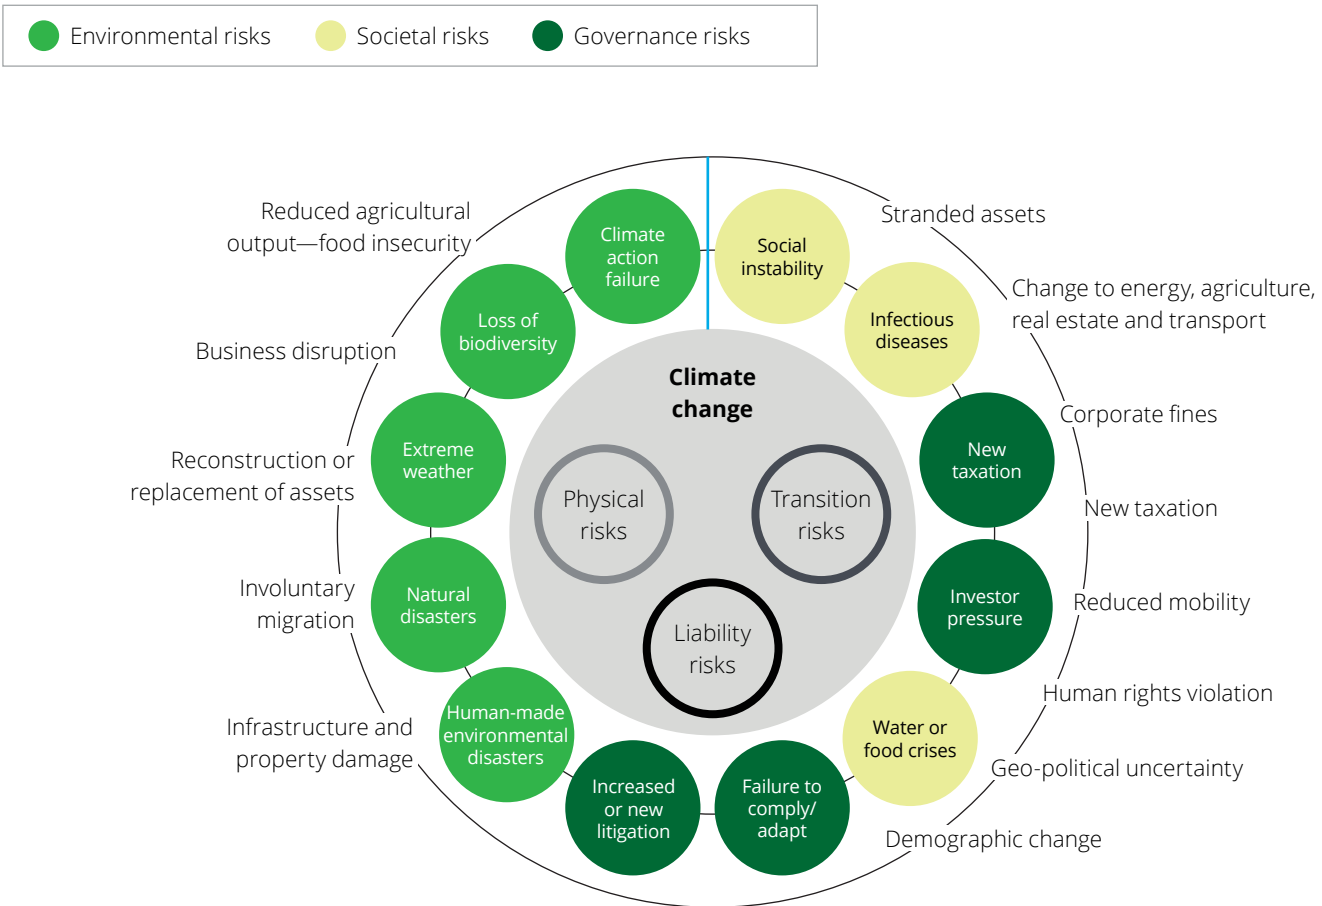 Environmental risks
Societal risks
Governance risks
Reduced agricultural
output—food insecurity
Business disruption
Reconstruction or
replacement of assets
Involuntary
migration
Infrastructure and
property damage
Climate
action
failure
Loss of
biodiversity
Extreme
weather
Natural
disasters
Human-made
environmental
disasters
Increased
or new
litigation
Climate
change
Physical
risks
Transition
risks
Liability
risks
Social
instability
Infectious
diseases
New
taxation
Investor
pressure
Water or
food crises
Failure to
comply/
adapt
Stranded assets
Change to energy, agriculture,
real estate and transport
Corporate fines
New taxation
Reduced mobility
Human rights violation
Geo-political uncertainty
Demographic change